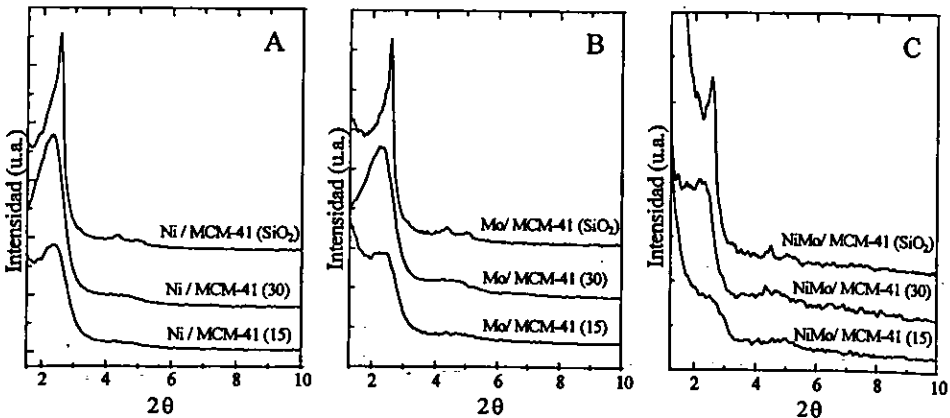 A
Intensidad (u.a.)
Ni / MCM-41 (SiO₂)
Ni / MCM-41 (30)
Ni / MCM-41 (15)
2 4 6 8 10
2θ
B
Intensidad (u.a.)
Mo/ MCM-41 (SiO₂)
Mo/ MCM-41 (30)
Mo/ MCM-41 (15)
2 4 6 8 10
2θ
C
Intensidad (u.a.)
NiMo/ MCM-41 (SiO₂)
NiMo/ MCM-41 (30)
NiMo/ MCM-41 (15)
2 4 6 8 10
2θ